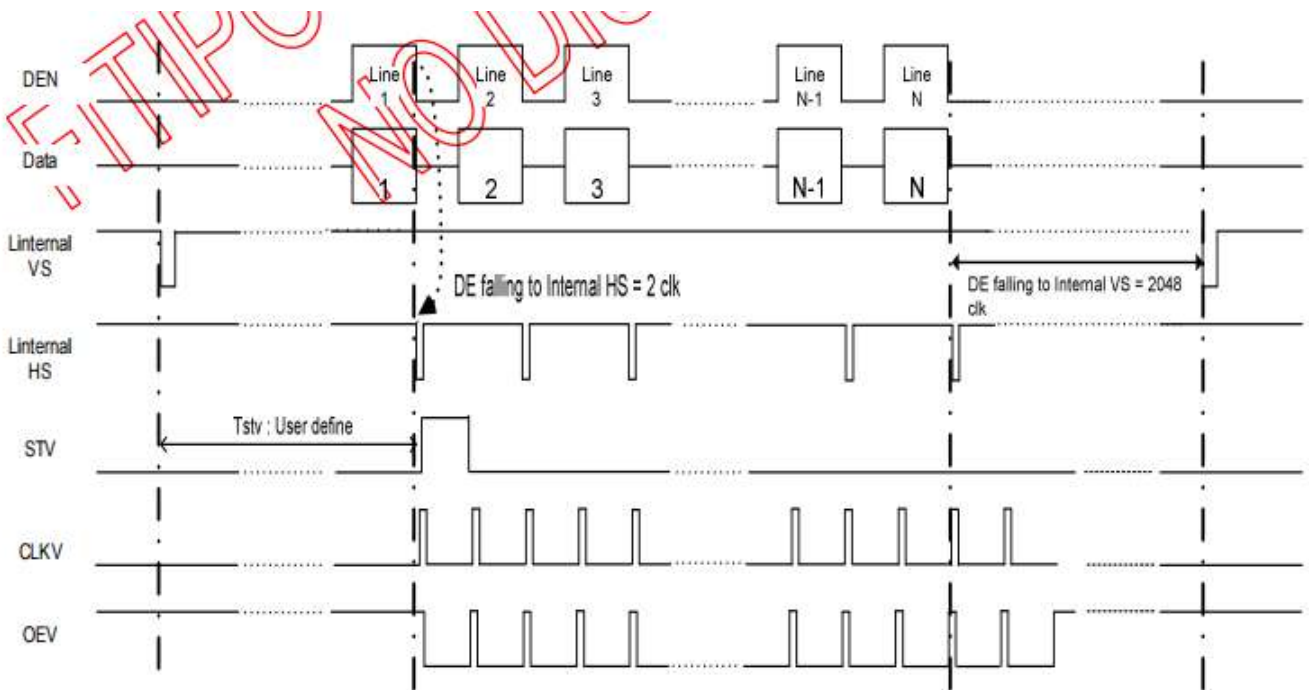 NO DIS
DEN
Line
1
Line
2
Line
3
Line
N-1
Line
N
Data
1
2
3
N-1
N
Linternal
VS
DE falling to Internal HS = 2 clk
DE falling to Internal VS = 2048
clk
Linternal
HS
Tstv : User define
STV
CLKV
OEV